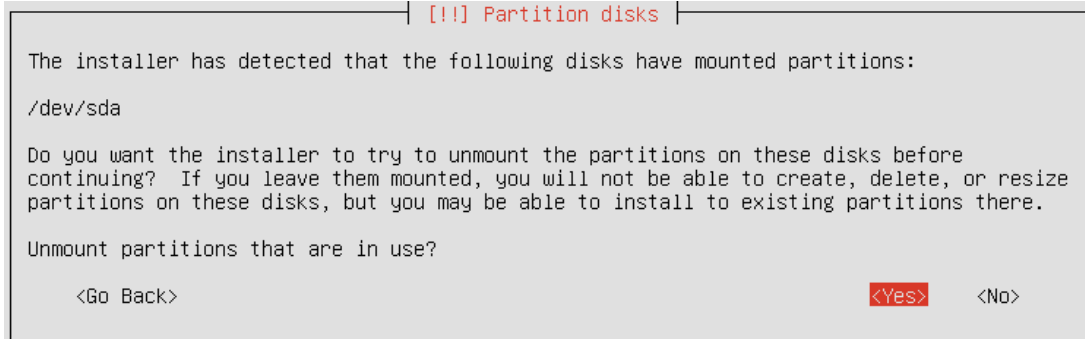 [!!] Partition disks
The installer has detected that the following disks have mounted partitions:
/dev/sda
Do you want the installer to try to unmount the partitions on these disks before
continuing?  If you leave them mounted, you will not be able to create, delete, or resize
partitions on these disks, but you may be able to install to existing partitions there.
Unmount partitions that are in use?
<Go Back> <Yes> <No>